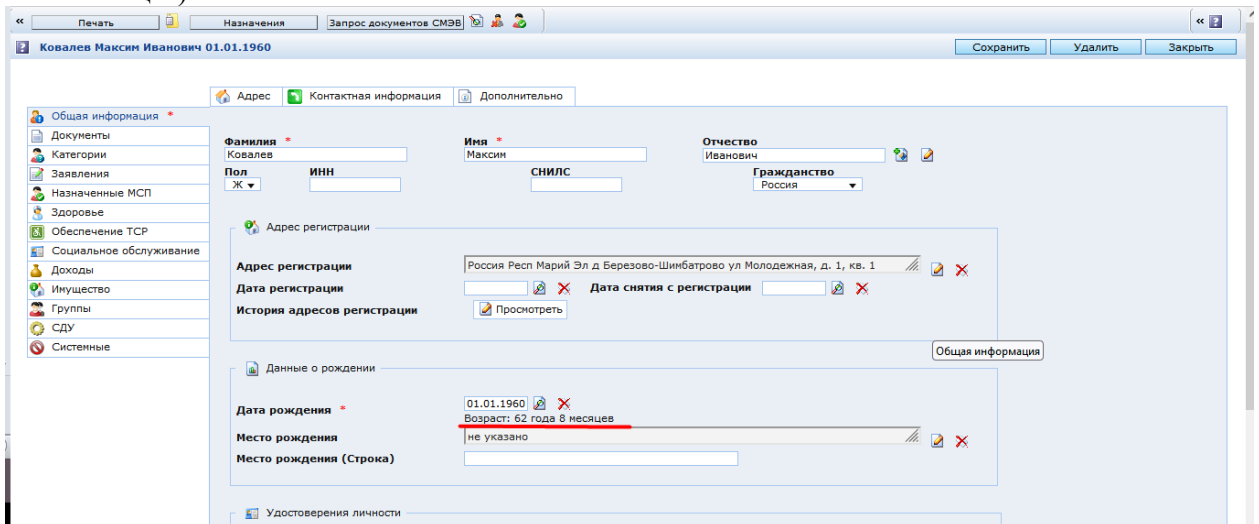 Печать Назначения Запрос документов СМЭВ
Ковалев Максим Иванович 01.01.1960 Сохранить Удалить Закрыть
Адрес Контактная информация Дополнительно
Общая информация *
Документы
Категории
Заявления
Назначенные МСП
Здоровье
Обеспечение ТСР
Социальное обслуживание
Доходы
Имущество
Группы
СДУ
Системные
Фамилия * Имя * Отчество
Ковалев Максим Иванович
Пол ИНН СНИЛС Гражданство
Ж Россия
Адрес регистрации
Адрес регистрации Россия Респ Марий Эл д Березово-Шимбатрово ул Молодежная, д. 1, кв. 1
Дата регистрации Дата снятия с регистрации
История адресов регистрации Просмотреть
Общая информация
Данные о рождении
Дата рождения * 01.01.1960
Возраст: 62 года 8 месяцев
Место рождения не указано
Место рождения (Строка)
Удостоверения личности